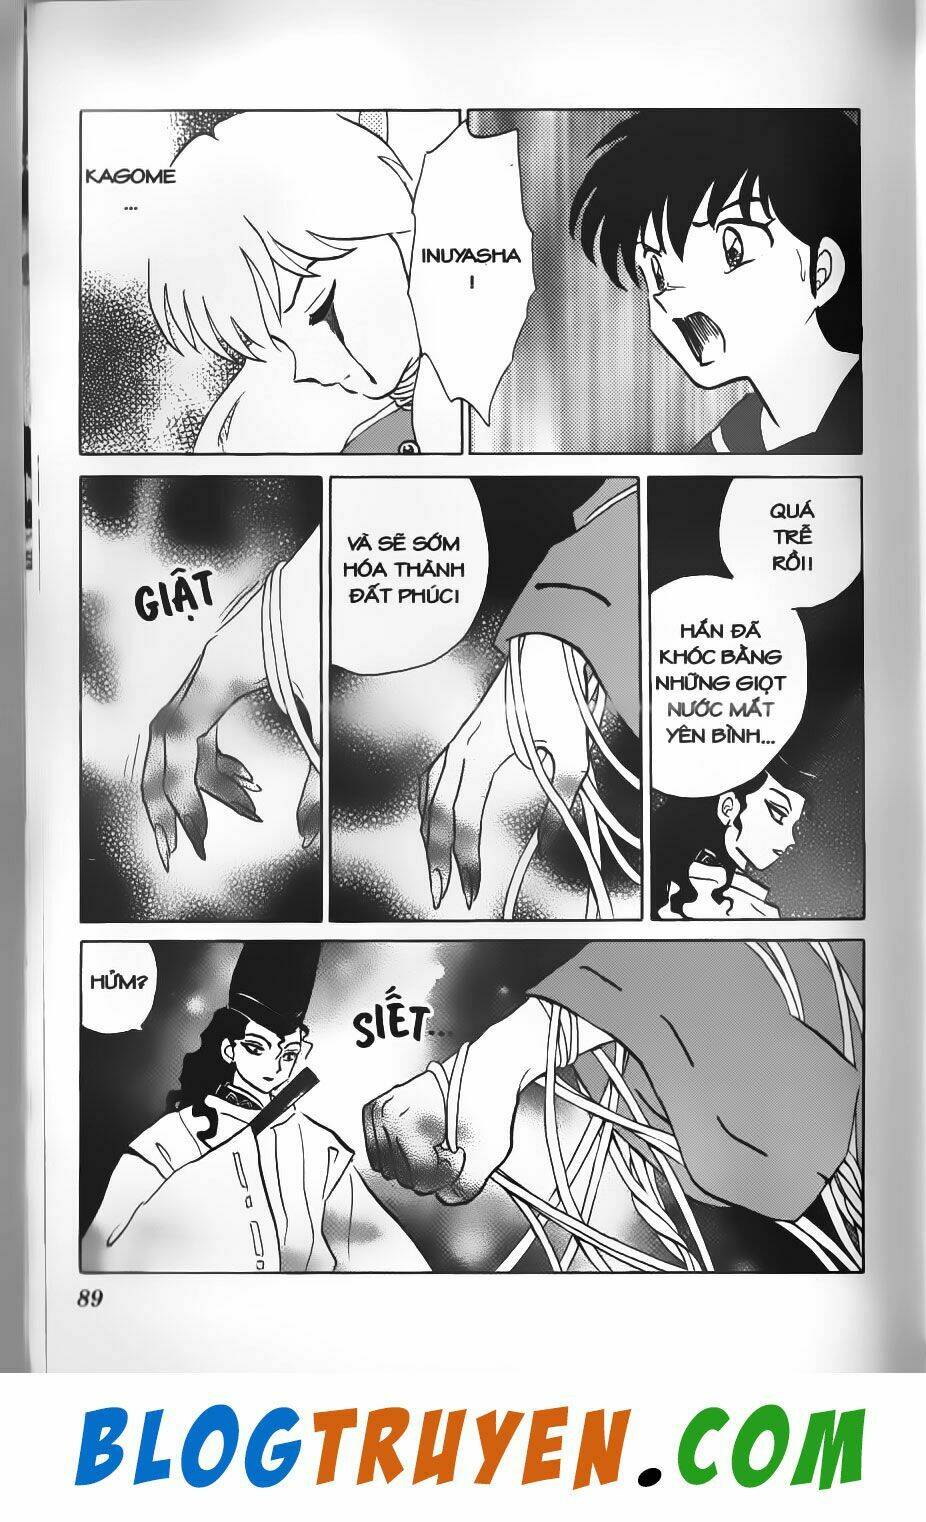 INUYASHA
!
KAGOME
...
QUÁ
TRỄ
RỒI!
HẮN ĐÃ
KHÓC BẰNG
NHỮNG GIỌT
NƯỚC MẮT
YÊN BÌNH...
VÀ SẼ SỚM
HÓA THÀNH
ĐẤT PHÚC!
GIẬT
SIẾT...
HỬM?
89
BLOGTRUYEN.COM